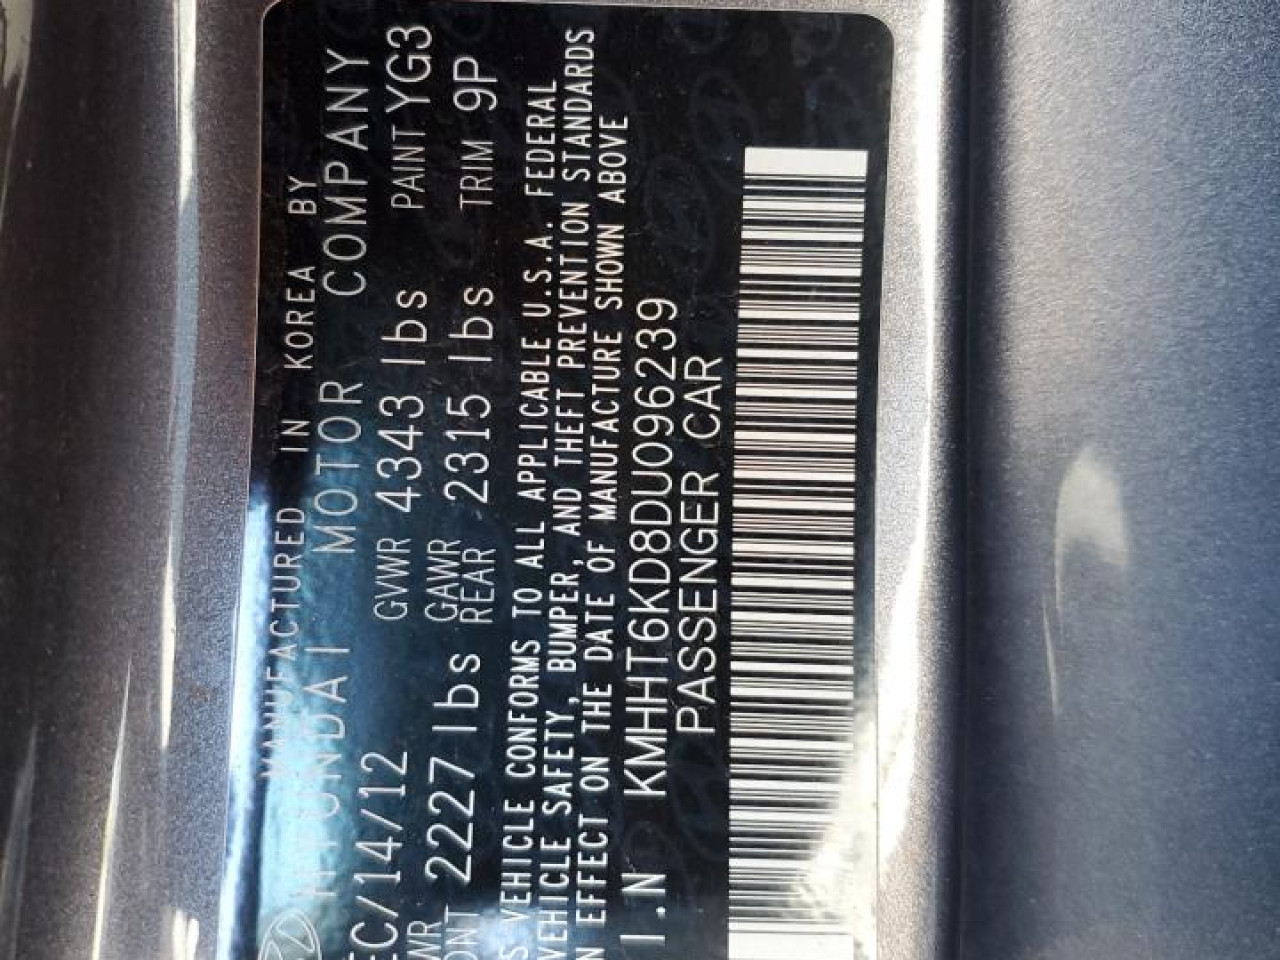 MANUFACTURED IN KOREA BY
HYUNDAI MOTOR COMPANY
EC/14/12 GVWR 4343 lbs PAINT YG3
WR 2227 lbs GAWR 2315 lbs TRIM 9P
ONT REAR
S VEHICLE CONFORMS TO ALL APPLICABLE U.S.A. FEDERAL
VEHICLE SAFETY, BUMPER, AND THEFT PREVENTION STANDARDS
N EFFECT ON THE DATE OF MANUFACTURE SHOWN ABOVE
I.N KMHHT6KD8DU096239
PASSENGER CAR